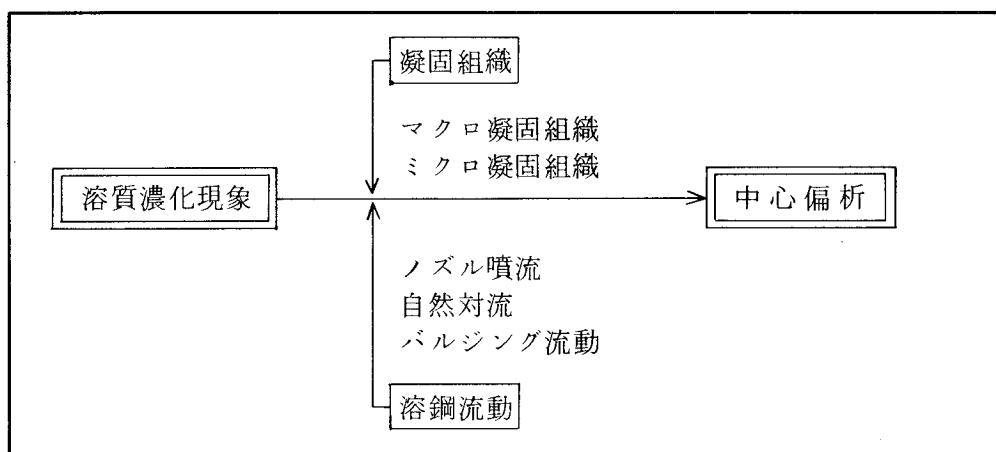 凝固組織
マクロ凝固組織
ミクロ凝固組織
溶質濃化現象
中心偏析
ノズル噴流
自然対流
バルジング流動
溶鋼流動